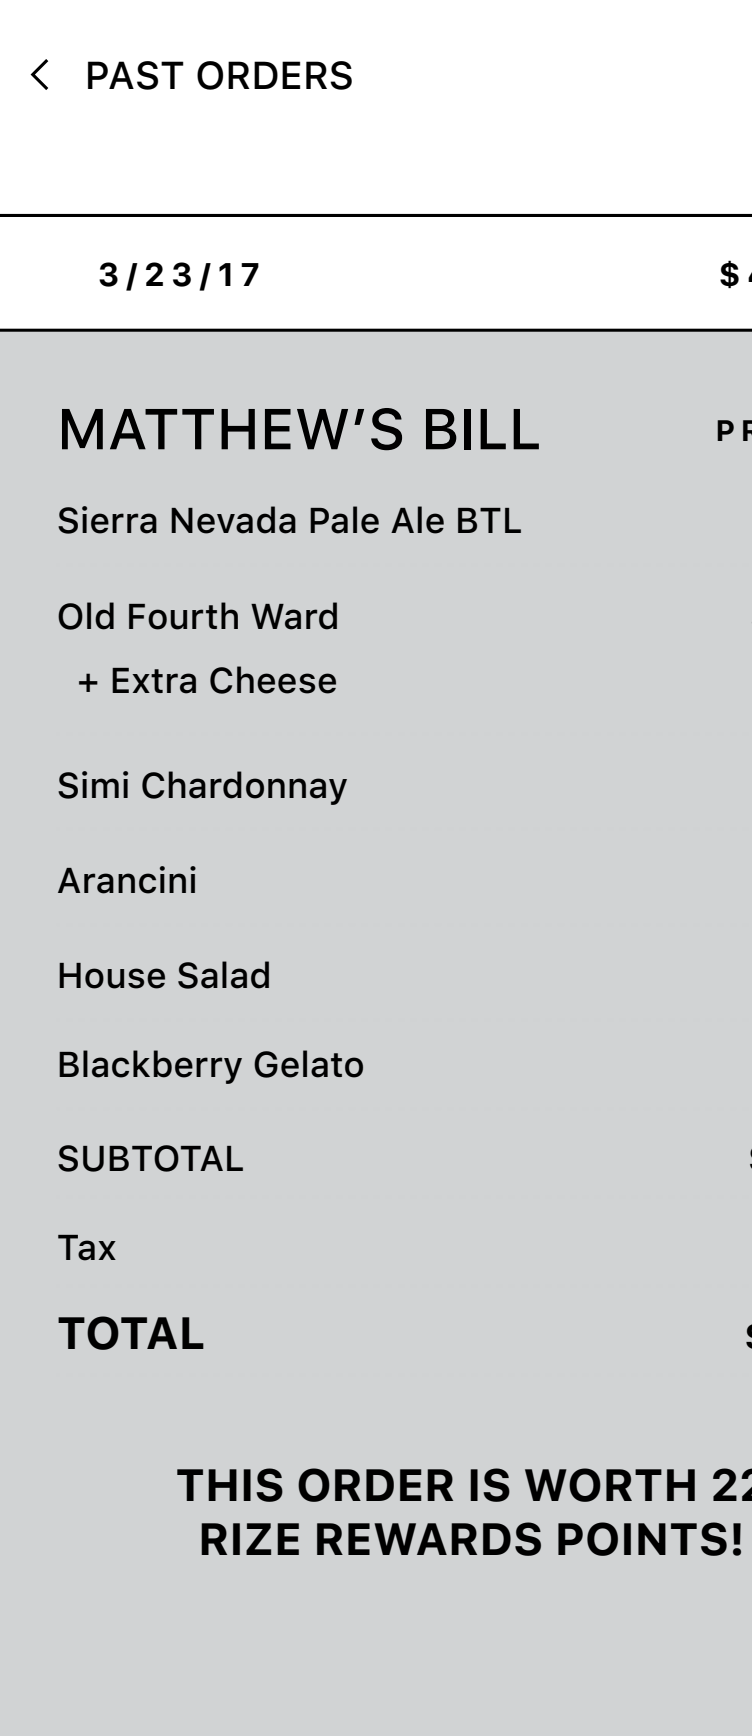 PAST ORDERS
3/23/17 $
MATTHEW’S BILL
Sierra Nevada Pale Ale BTL
Old Fourth Ward
+ Extra Cheese
Simi Chardonnay
Arancini
House Salad
Blackberry Gelato
SUBTOTAL
Tax
TOTAL
THIS ORDER IS WORTH
RIZE REWARDS POINTS!